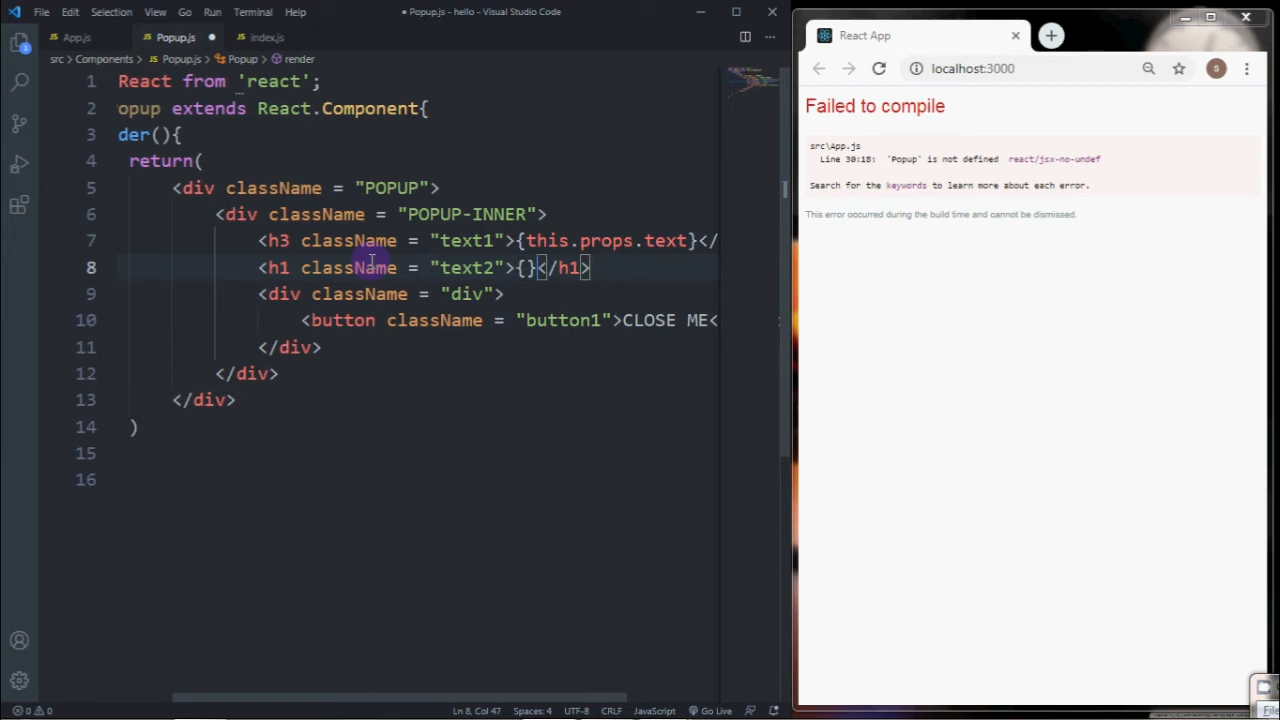 File Edit Selection View Go Run Terminal Help
● Popup.js - hello - Visual Studio Code
App.js Popup.js ● index.js
src > Components > Popup.js > Popup > render
1 React from 'react';
2 opup extends React.Component{
3 der(){
4 return(
5 <div className = "POPUP">
6 <div className = "POPUP-INNER">
7 <h3 className = "text1">{this.props.text}</
8 <h1 className = "text2">{}</h1>
9 <div className = "div">
10 <button className = "button1">CLOSE ME<
11 </div>
12 </div>
13 </div>
14 )
15
16
1
0 0 Ln 8, Col 47 Spaces: 4 UTF-8 CRLF JavaScript Go Live
React App
localhost:3000
S
Failed to compile
src\App.js
Line 30:18: 'Popup' is not defined react/jsx-no-undef
Search for the keywords to learn more about each error.
This error occurred during the build time and cannot be dismissed.